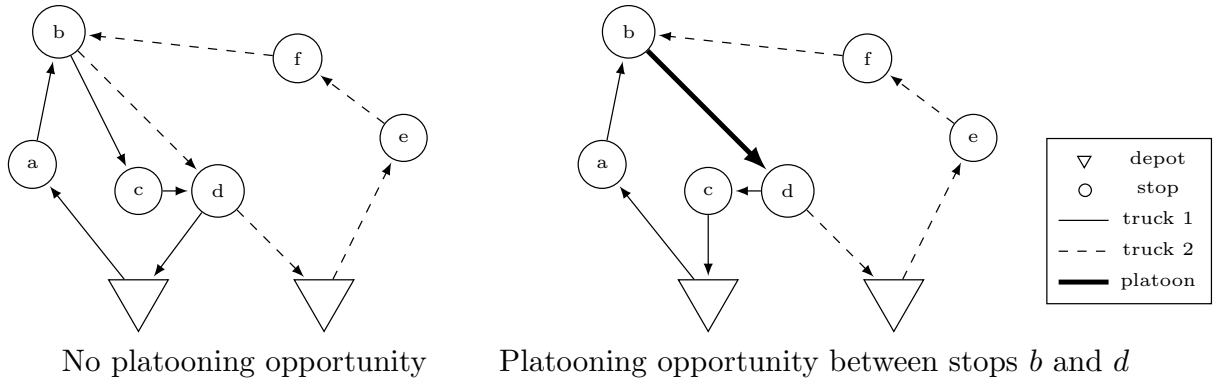 b
f
e
a
c
d
No platooning opportunity
b
f
e
a
c
d
Platooning opportunity between stops b and d
depot
stop
truck 1
truck 2
platoon